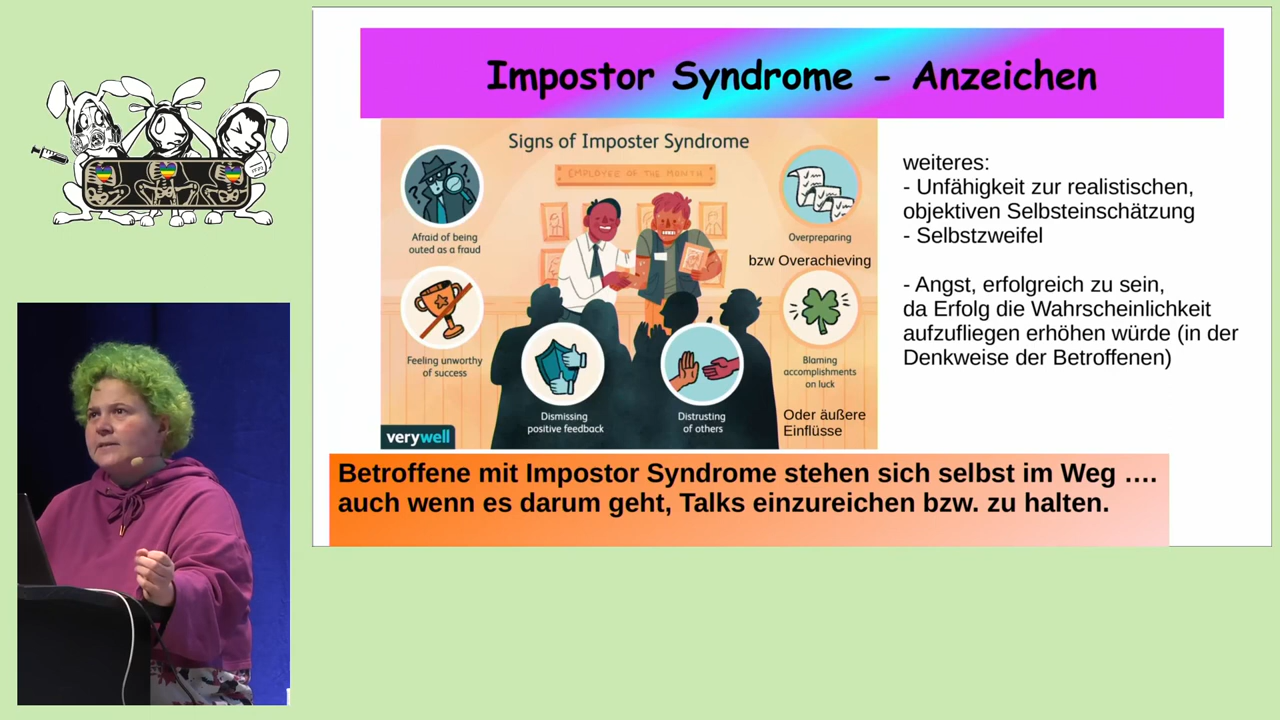 Impostor Syndrome - Anzeichen
Signs of Imposter Syndrome
EMPLOYEE OF THE MONTH
Afraid of being
outed as a fraud
Overpreparing
bzw Overachieving
Feeling unworthy
of success
Blaming
accomplishments
on luck
Oder äußere
Einflüsse
Dismissing
positive feedback
Distrusting
of others
verywell
weiteres:
- Unfähigkeit zur realistischen,
objektiven Selbsteinschätzung
- Selbstzweifel
- Angst, erfolgreich zu sein,
da Erfolg die Wahrscheinlichkeit
aufzufliegen erhöhen würde (in der
Denkweise der Betroffenen)
Betroffene mit Impostor Syndrome stehen sich selbst im Weg ....
auch wenn es darum geht, Talks einzureichen bzw. zu halten.